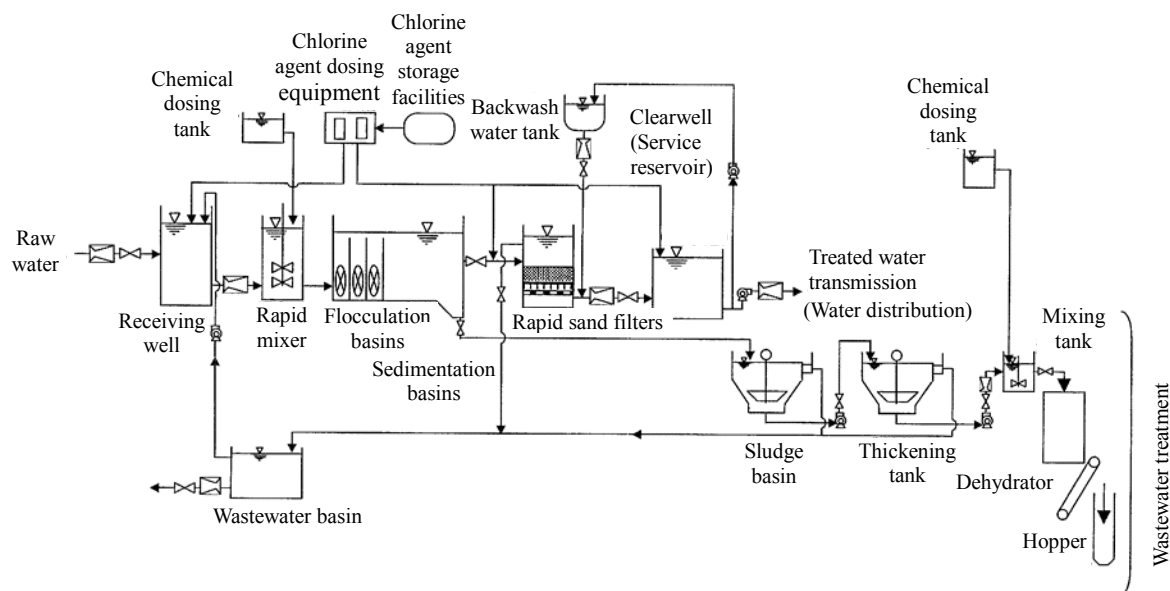 Chlorine
agent dosing
equipment
Chlorine
agent
storage
facilities
Chemical
dosing
tank
Backwash
water tank
Clearwell
(Service
reservoir)
Chemical
dosing
tank
Raw
water
Receiving
well
Rapid
mixer
Flocculation
basins
Sedimentation
basins
Rapid sand filters
Treated water
transmission
(Water distribution)
Mixing
tank
Sludge
basin
Thickening
tank
Dehydrator
Hopper
Wastewater basin
Wastewater treatment